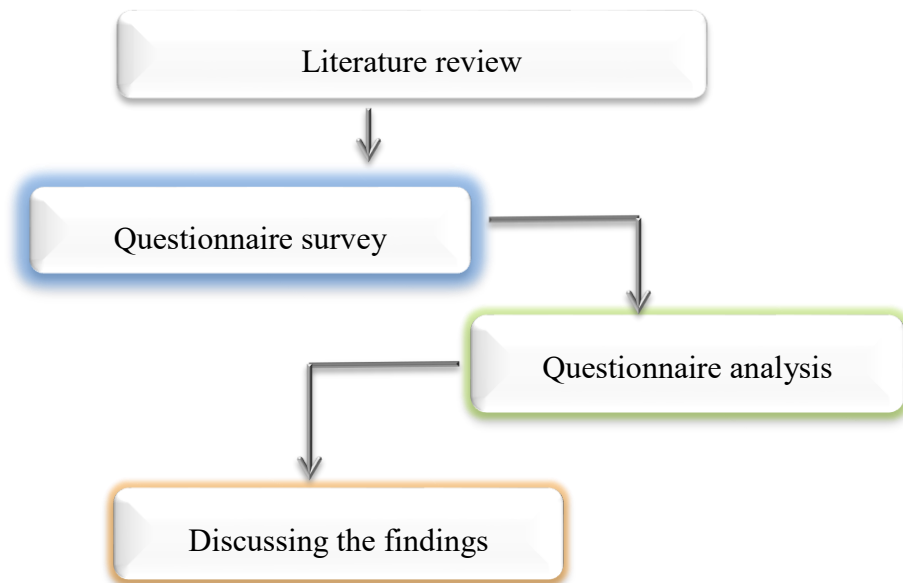 Literature review
Questionnaire survey
Questionnaire analysis
Discussing the findings